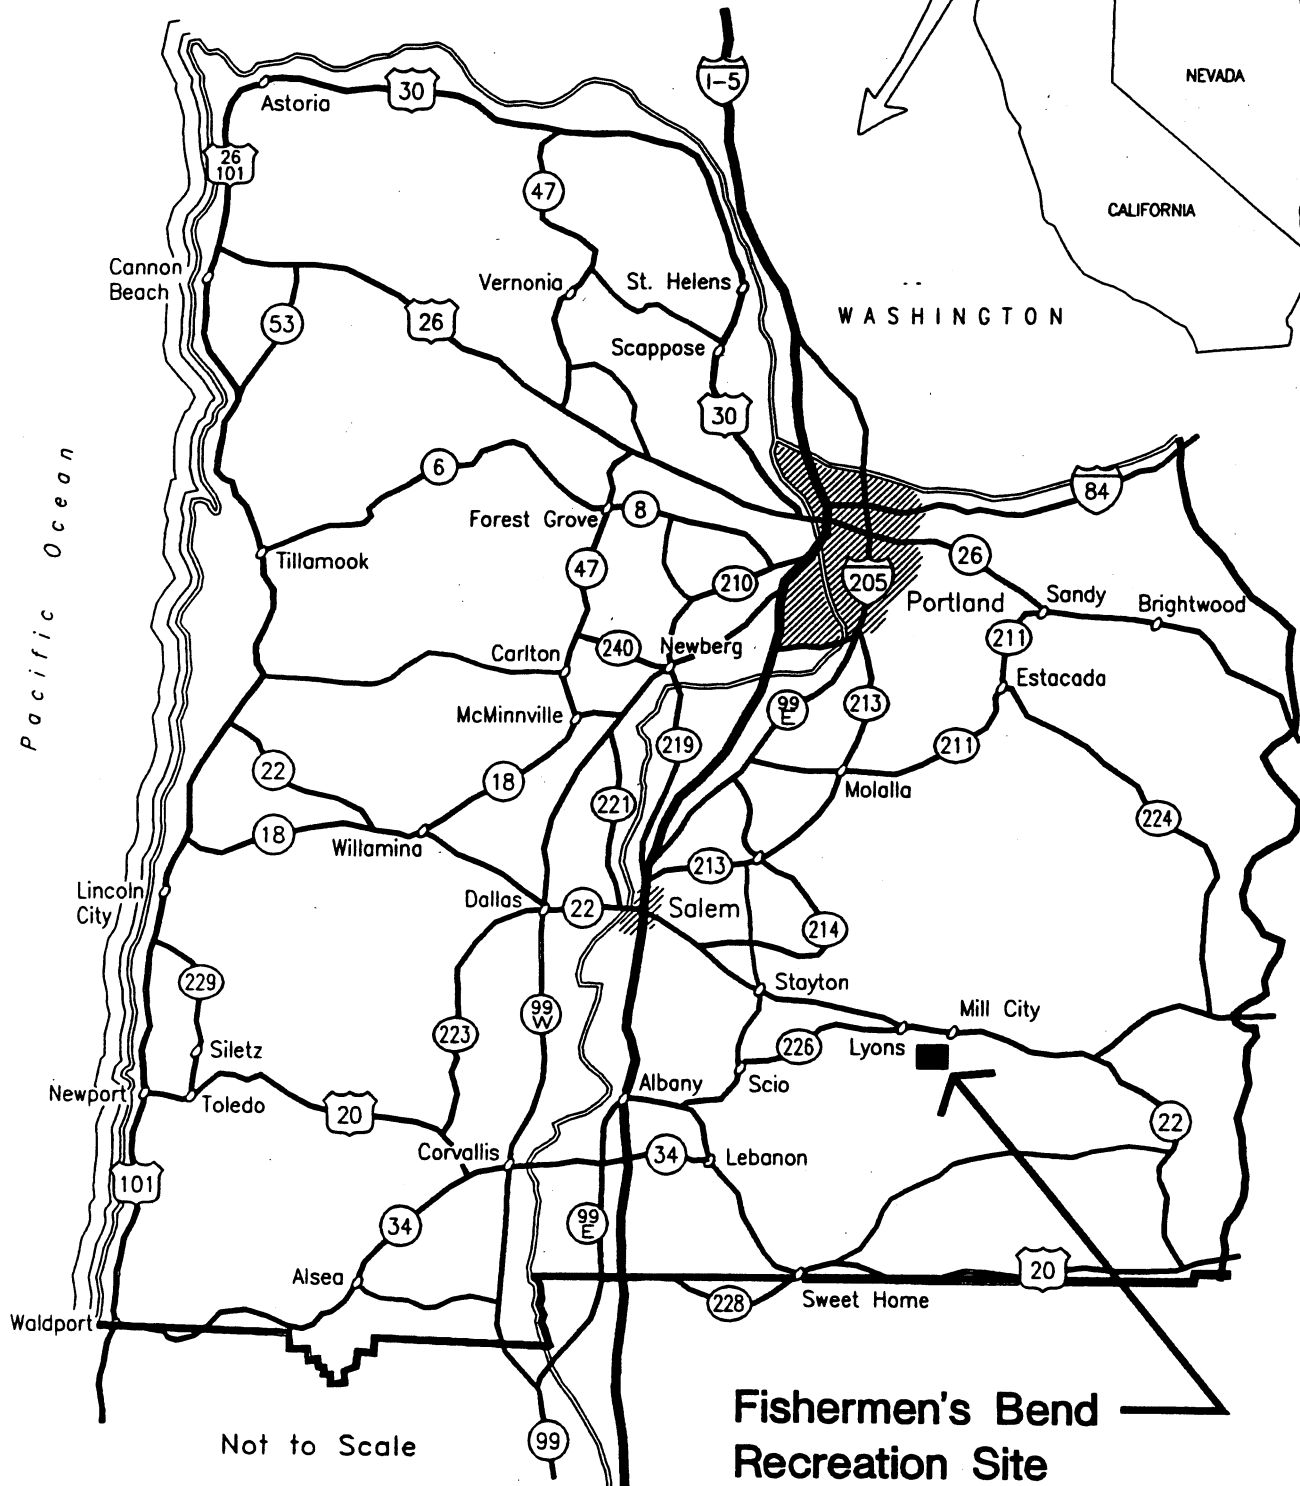 I-5
NEVADA
30
Astoria
26
101
47
CALIFORNIA
Cannon
Beach
Vernonia
St. Helens
WASHINGTON
53
26
Scappose
30
6
84
Forest Grove
8
Pacific Ocean
Tillamook
47
210
205
26
Portland
Sandy
Brightwood
211
240
Newberg
Carlton
Estacada
McMinnville
99
E
213
219
211
22
18
Molalla
221
224
18
Willamina
213
Lincoln
City
Dallas
22
Salem
214
229
Stayton
99
W
Mill City
223
226
Lyons
Siletz
Newport
Toledo
20
Albany
Scio
22
Corvallis
34
Lebanon
101
34
99
E
Alsea
20
228
Sweet Home
Waldport
Fishermen's Bend
Recreation Site
Not to Scale
99